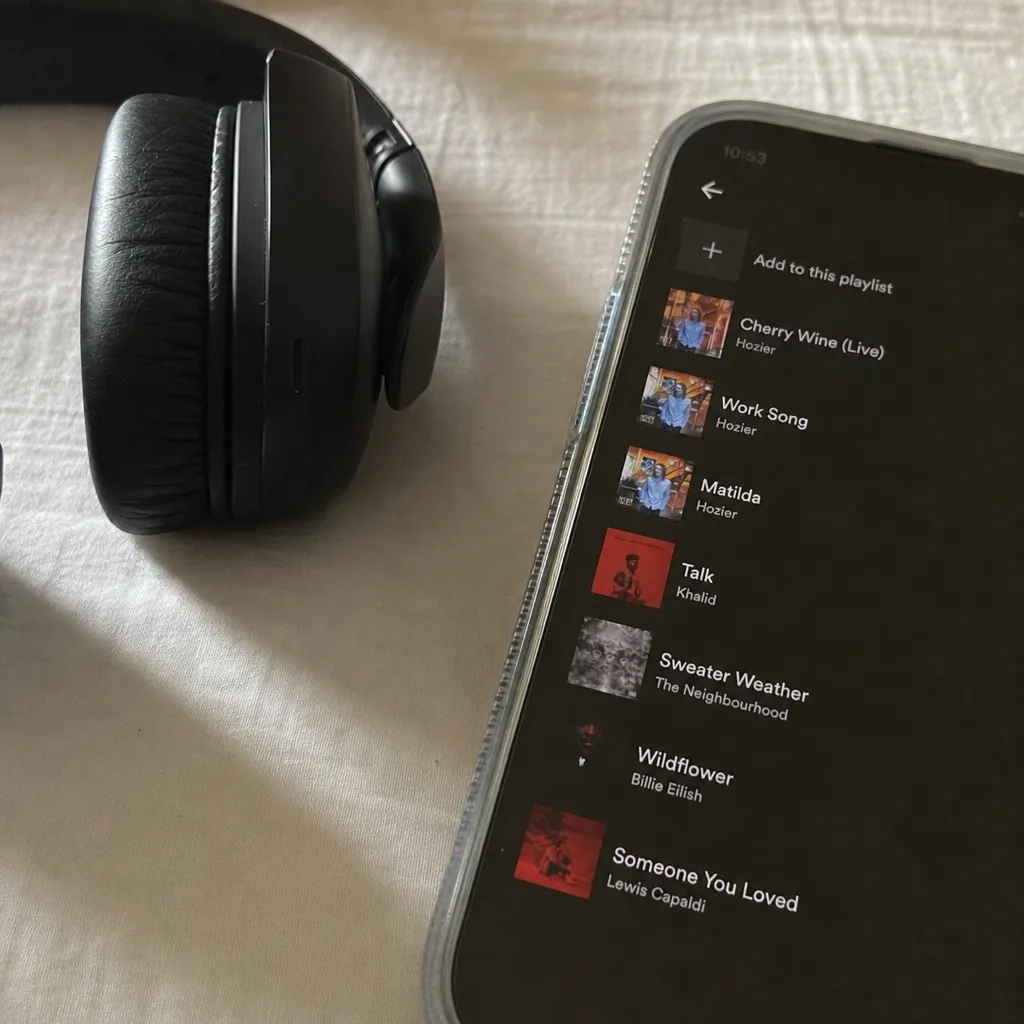 10:53
Add to this playlist
Cherry Wine (Live)
Hozier
Work Song
Hozier
Matilda
Hozier
Talk
Khalid
Sweater Weather
The Neighbourhood
Wildflower
Billie Eilish
Someone You Loved
Lewis Capaldi